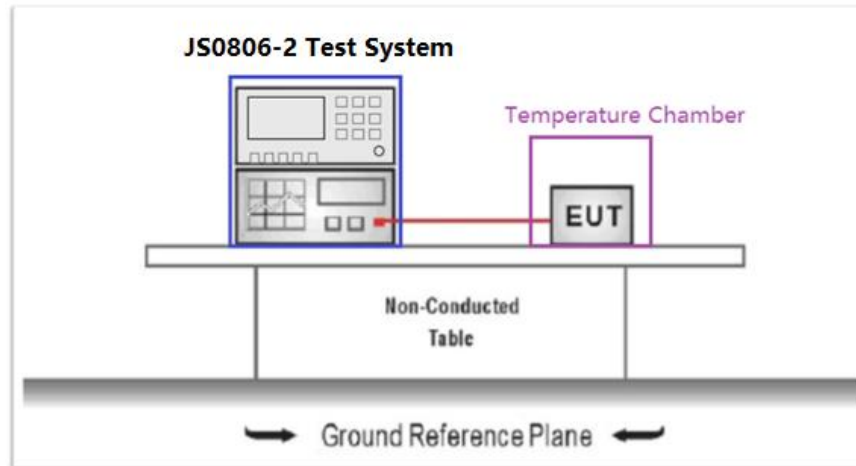 JS0806-2 Test System
Temperature Chamber
EUT
Non-Conducted
Table
Ground Reference Plane